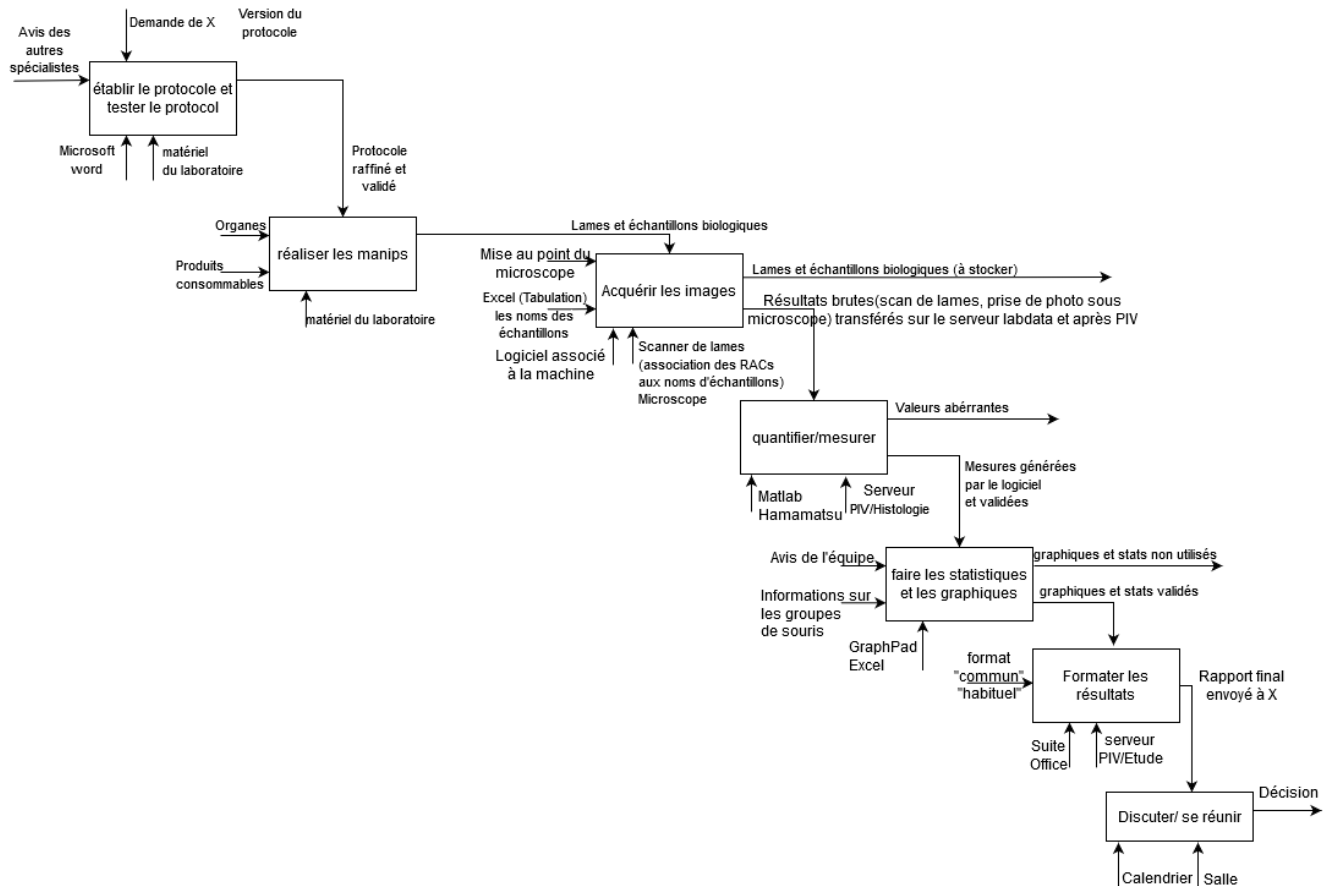 Demande de X
Version du
protocole
Avis des
autres
spécialistes
établir le protocole et
tester le protocol
Microsoft
word
matériel
du laboratoire
Protocole
raffiné et
validé
Organes
Produits
consommables
réaliser les manips
matériel du laboratoire
Lames et échantillons biologiques
Mise au point du
microscope
Excel (Tabulation)
les noms des
échantillons
Acquérir les images
Logiciel associé
à la machine
Scanner de lames
(association des RACs
aux noms d'échantillons)
Microscope
Lames et échantillons biologiques (à stocker)
Résultats brutes(scan de lames, prise de photo sous
microscope) transférés sur le serveur labdata et après PIV
quantifier/mesurer
Valeurs abérrantes
Matlab
Hamamatsu
Serveur
PIV/Histologie
Mesures générées
par le logiciel
et validées
Avis de l'équipe
Informations sur
les groupes
de souris
faire les statistiques
et les graphiques
graphiques et stats non utilisés
graphiques et stats validés
GraphPad
Excel
format
"commun"
"habituel"
Formater les
résultats
Rapport final
envoyé à X
Suite
Office
serveur
PIV/Etude
Discuter/ se réunir
Décision
Calendrier
Salle